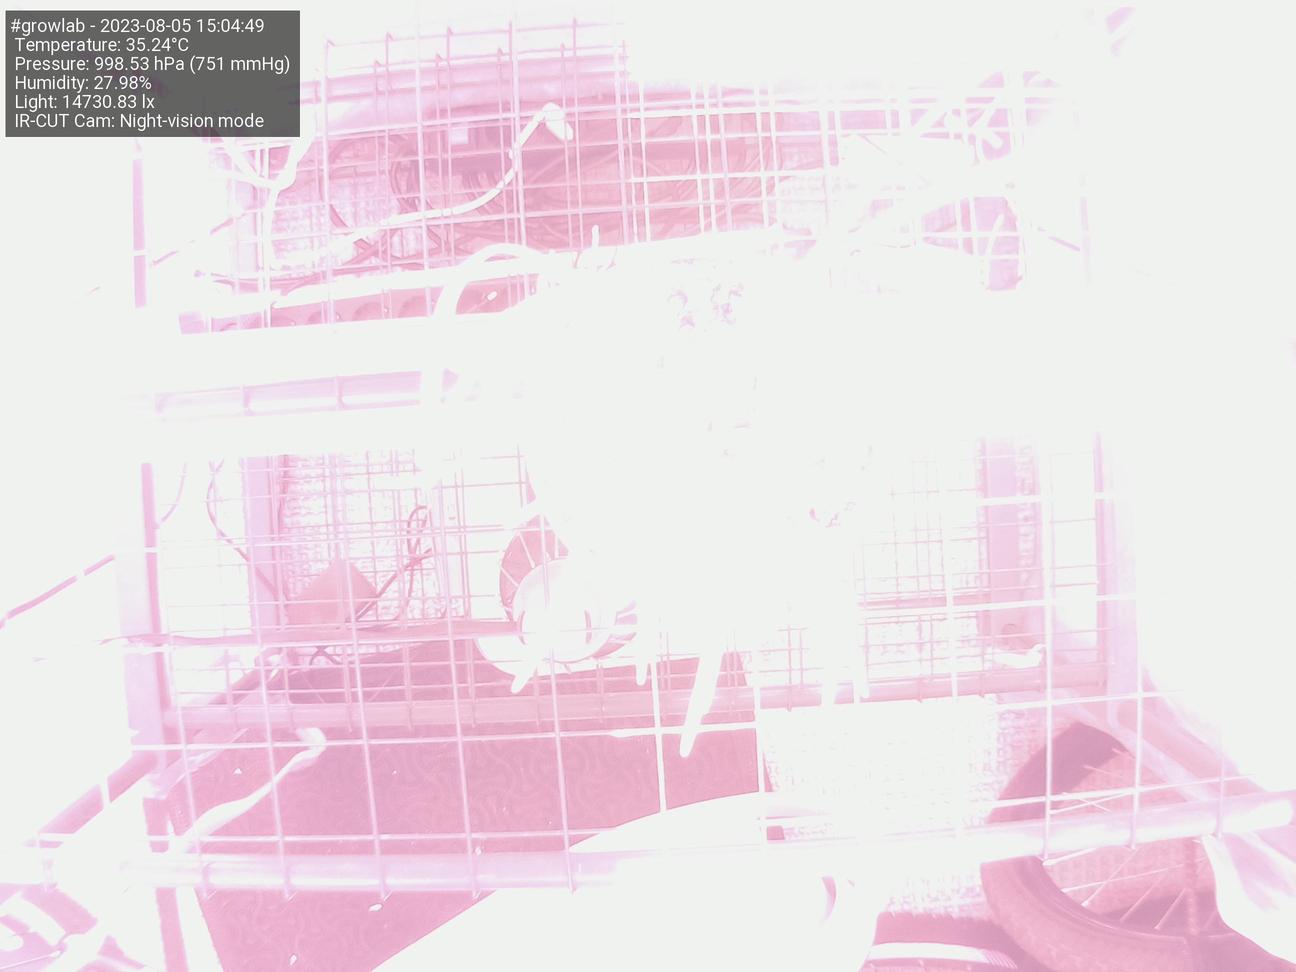 #growlab - 2023-08-05 15:04:49
Temperature: 35.24°C
Pressure: 998.53 hPa (751 mmHg)
Humidity: 27.98%
Light: 14730.83 lx
IR-CUT Cam: Night-vision mode